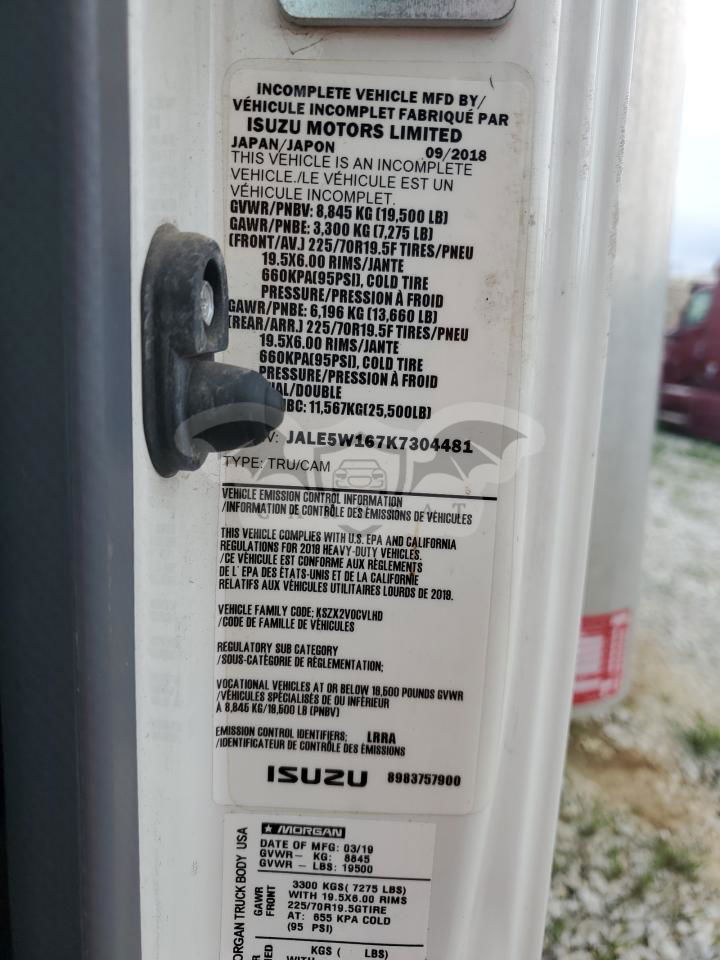 INCOMPLETE VEHICLE MFD BY/
VÉHICULE INCOMPLET FABRIQUÉ PAR
ISUZU MOTORS LIMITED
JAPAN/JAPON 09/2018
THIS VEHICLE IS AN INCOMPLETE
VEHICLE./LE VÉHICULE EST UN
VÉHICULE INCOMPLET.
GVWR/PNBV: 8,845 KG (19,500 LB)
GAWR/PNBE: 3,300 KG (7,275 LB)
(FRONT/AV.) 225/70R19.5F TIRES/PNEU
19.5X6.00 RIMS/JANTE
660KPA(95PSI), COLD TIRE
PRESSURE/PRESSION À FROID
GAWR/PNBE: 6,196 KG (13,660 LB)
(REAR/ARR.) 225/70R19.5F TIRES/PNEU
19.5X6.00 RIMS/JANTE
660KPA(95PSI), COLD TIRE
PRESSURE/PRESSION À FROID
DUAL/DOUBLE
11,567KG(25,500LB)
JALE5W167K7304481
TYPE: TRU/CAM
VEHICLE EMISSION CONTROL INFORMATION
/INFORMATION DE CONTRÔLE DES ÉMISSIONS DE VÉHICULES
THIS VEHICLE COMPLIES WITH U.S. EPA AND CALIFORNIA
REGULATIONS FOR 2019 HEAVY-DUTY VEHICLES.
/CE VÉHICULE EST CONFORME AUX RÈGLEMENTS
DE L' EPA DES ÉTATS-UNIS ET DE LA CALIFORNIE
RELATIFS AUX VÉHICULES UTILITAIRES LOURDS DE 2019.
VEHICLE FAMILY CODE: KSZX2VOCVLHD
/CODE DE FAMILLE DE VÉHICULES
REGULATORY SUB CATEGORY
/SOUS-CATÉGORIE DE RÈGLEMENTATION;
VOCATIONAL VEHICLES AT OR BELOW 19,500 POUNDS GVWR
/VÉHICULES SPÉCIALISÉS DE OU INFÉRIEUR
À 8,845 KG/19,500 LB (PNBV)
EMISSION CONTROL IDENTIFIERS; LRRA
/IDENTIFICATEUR DE CONTRÔLE DES ÉMISSIONS
ISUZU 8983757900
MORGAN
DATE OF MFG: 03/19
GVWR- KG: 8845
GVWR- LBS: 19500
MORGAN TRUCK BODY USA
GAWR
FRONT
3300 KGS( 7275 LBS)
WITH 19.5X6.00 RIMS
225/70R19.5GTIRE
AT: 655 KPA COLD
(95 PSI)
KGS ( LBS)